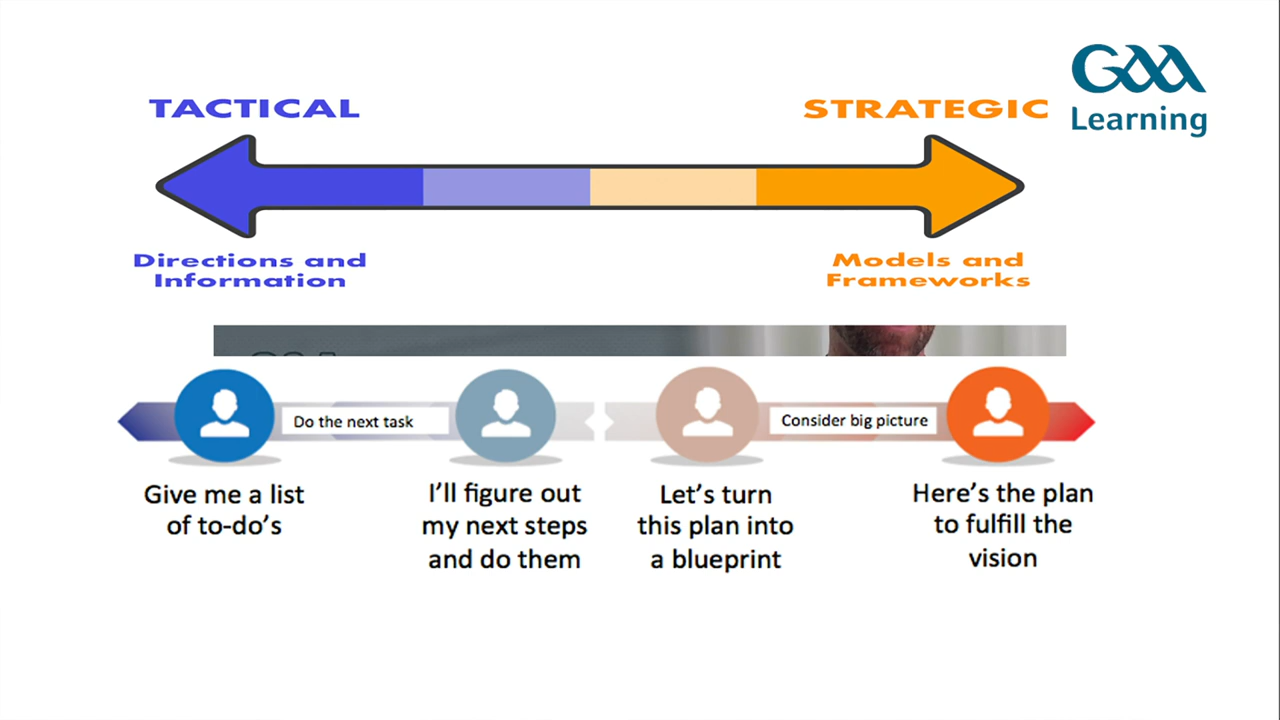 GAA
Learning
TACTICAL
STRATEGIC
Directions and
Information
Models and
Frameworks
Do the next task
Consider big picture
Give me a list
of to-do's
I'll figure out
my next steps
and do them
Let's turn
this plan into
a blueprint
Here's the plan
to fulfill the
vision